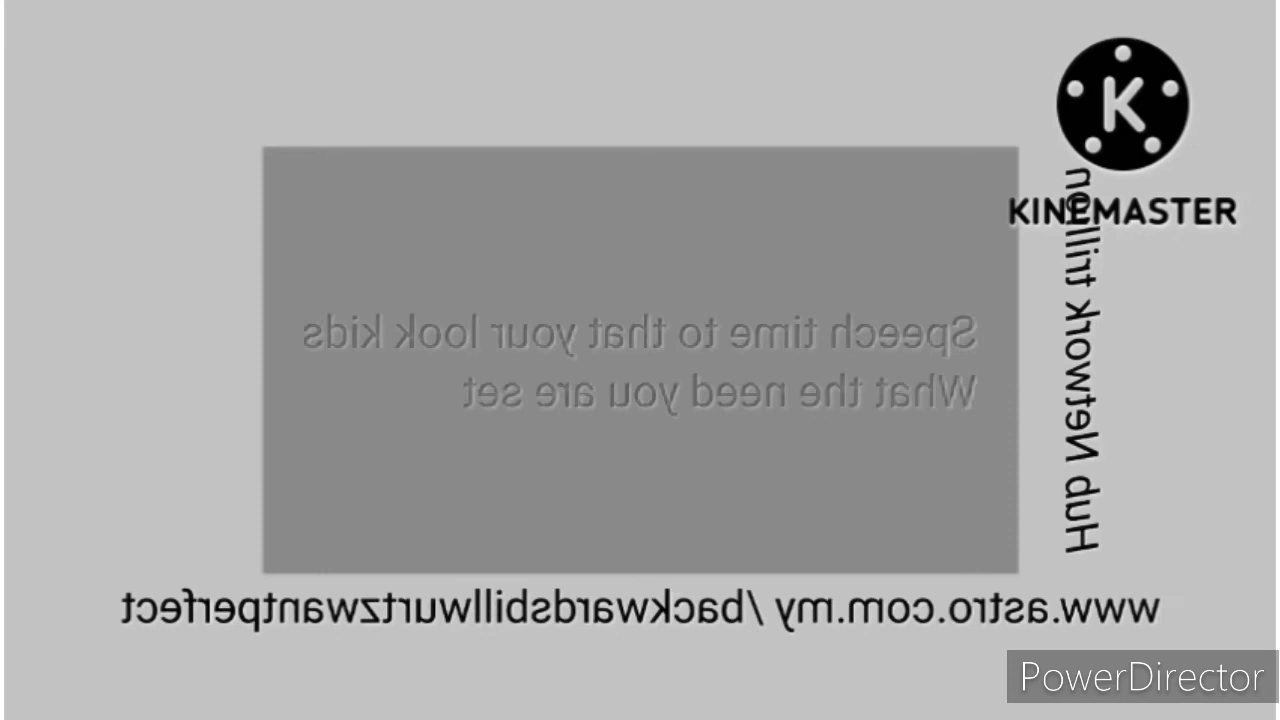 KINEMASTER
Hub Network trillion
Speech time to that your look kids
What the need you are set
www.astro.com.my /backwardsbillwurtzwantperfect
PowerDirector